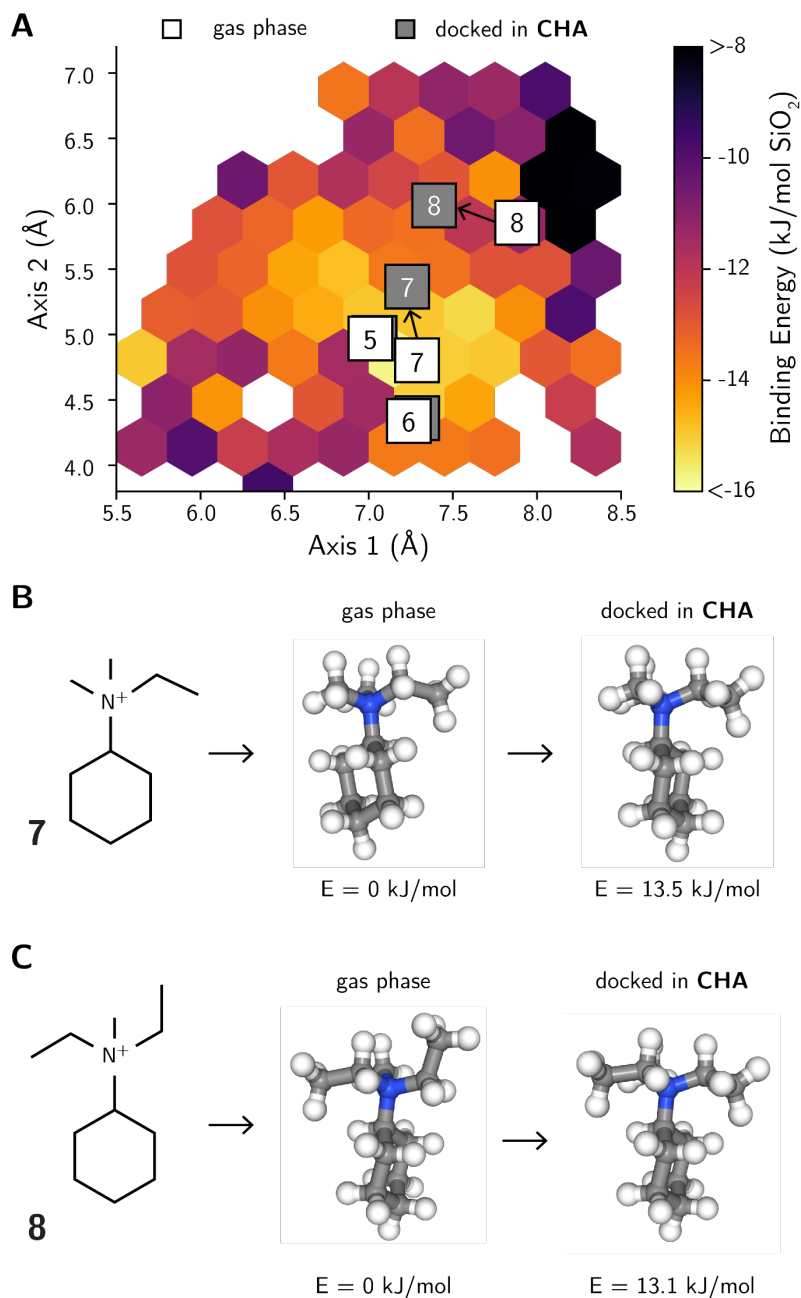 A
gas phase
docked in CHA
Axis 2 (Å)
7.0
6.5
6.0
5.5
5.0
4.5
4.0
8
8
7
5
7
6
5.5 6.0 6.5 7.0 7.5 8.0 8.5
Axis 1 (Å)
>-8
-10
-12
-14
<-16
Binding Energy (kJ/mol SiO₂)
B
gas phase docked in CHA
N⁺
7
E = 0 kJ/mol E = 13.5 kJ/mol
C
gas phase docked in CHA
N⁺
8
E = 0 kJ/mol E = 13.1 kJ/mol